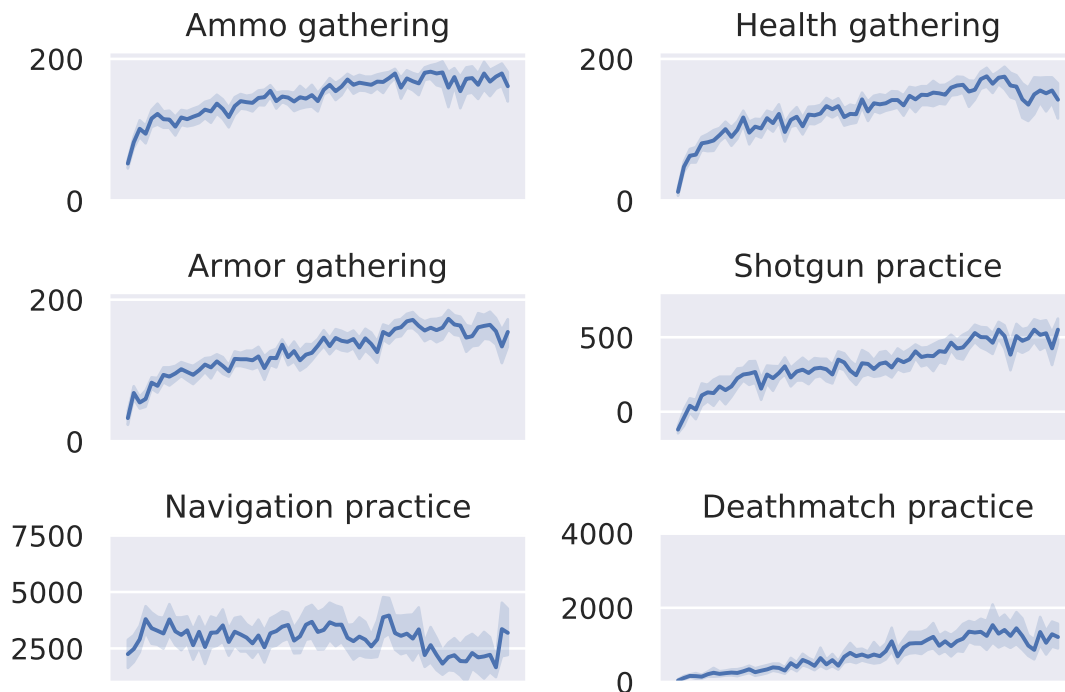 Ammo gathering
200
0
Health gathering
200
0
Armor gathering
200
0
Shotgun practice
500
0
Navigation practice
7500
5000
2500
Deathmatch practice
4000
2000
0